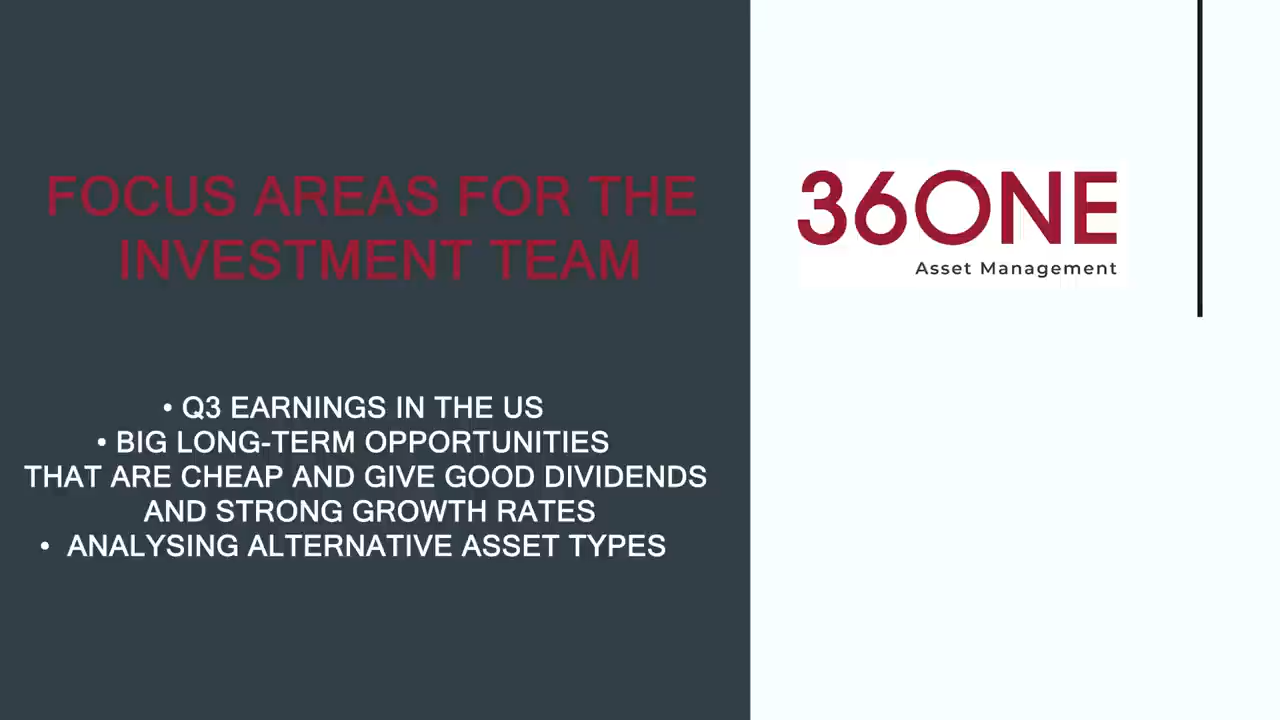 FOCUS AREAS FOR THE
INVESTMENT TEAM
• Q3 EARNINGS IN THE US
• BIG LONG-TERM OPPORTUNITIES
THAT ARE CHEAP AND GIVE GOOD DIVIDENDS
AND STRONG GROWTH RATES
• ANALYSING ALTERNATIVE ASSET TYPES
36ONE
Asset Management